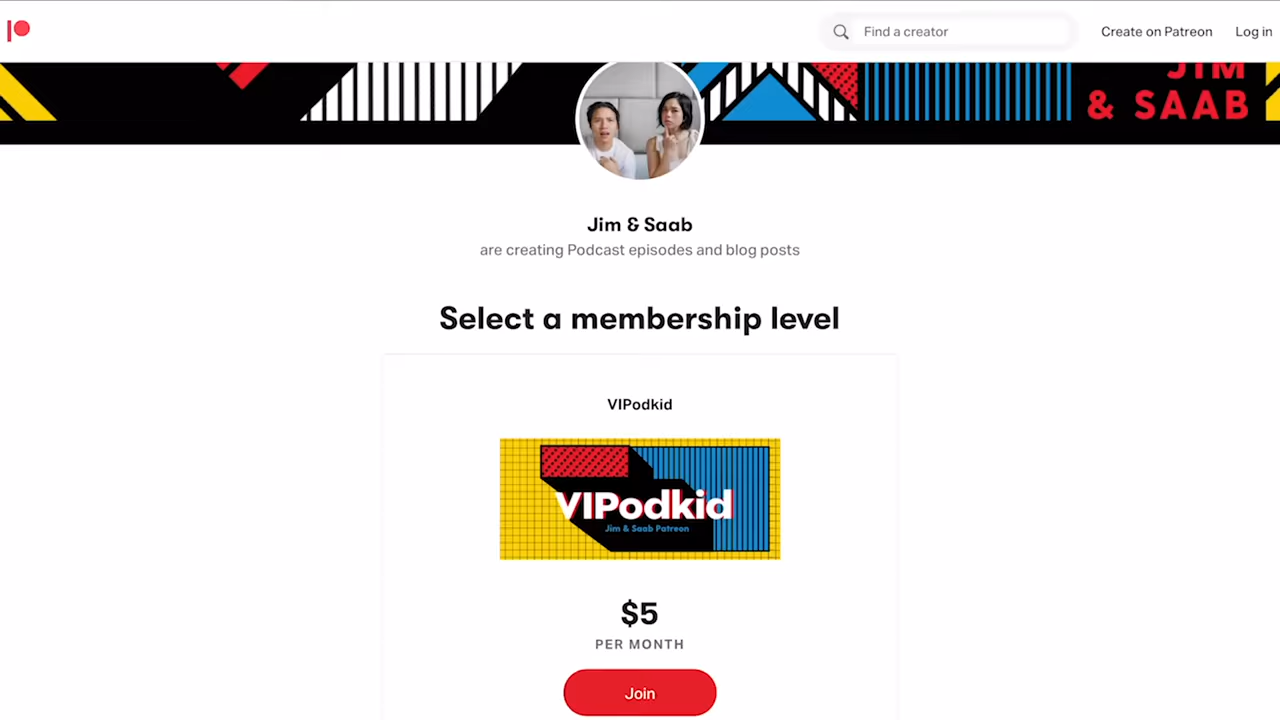 Find a creator
Create on Patreon
Log in
JIM
& SAAB
Jim & Saab
are creating Podcast episodes and blog posts
Select a membership level
VIPodkid
VIPodkid
Jim & Saab Patreon
$5
PER MONTH
Join